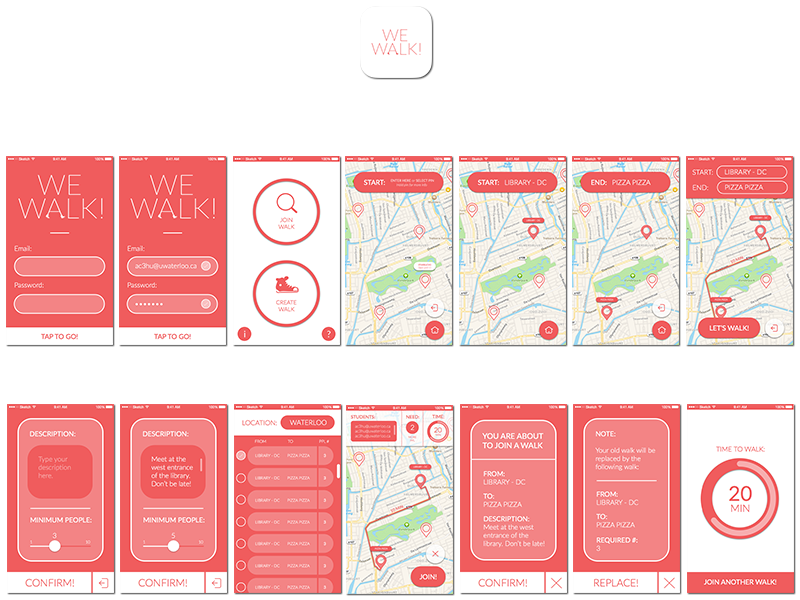 WE
WALK!
Sketch 9:41 AM 100%
WE
WALK!
Email:
Password:
TAP TO GO!
Sketch 9:41 AM 100%
WE
WALK!
Email:
ac3hu@uwaterloo.ca
Password:
TAP TO GO!
Sketch 9:41 AM 100%
JOIN
WALK
CREATE
WALK
i
?
Sketch 9:41 AM 100%
START:
ENTER HERE or SELECT PIN
Sketch 9:41 AM 100%
START: LIBRARY - DC
Sketch 9:41 AM 100%
END: PIZZA PIZZA
Sketch 9:41 AM 100%
START: LIBRARY - DC
END: PIZZA PIZZA
LET'S WALK!
Sketch 9:41 AM 100%
DESCRIPTION:
Type your
description
here.
MINIMUM PEOPLE:
3
CONFIRM!
Sketch 9:41 AM 100%
DESCRIPTION:
Meet at the
west entrance
of the library.
Don't be late!
MINIMUM PEOPLE:
5
CONFIRM!
Sketch 9:41 AM 100%
LOCATION: WATERLOO
FROM TO PPL #
LIBRARY - DC PIZZA PIZZA 3
LIBRARY - DC PIZZA PIZZA 3
LIBRARY - DC PIZZA PIZZA 3
LIBRARY - DC PIZZA PIZZA 3
LIBRARY - DC PIZZA PIZZA 3
LIBRARY - DC PIZZA PIZZA 3
LIBRARY - DC PIZZA PIZZA 3
Sketch 9:41 AM 100%
STUDENTS: NEED: TIME:
ac3hu@uwaterloo.ca
ac3hu@uwaterloo.ca
2
20
JOIN!
Sketch 9:41 AM 100%
YOU ARE ABOUT
TO JOIN A WALK
FROM:
LIBRARY - DC
TO:
PIZZA PIZZA
DESCRIPTION:
Meet at the west
entrance of the
library. Don't be late!
CONFIRM!
Sketch 9:41 AM 100%
NOTE:
Your old walk will be
replaced by the
following walk:
FROM:
LIBRARY - DC
TO:
PIZZA PIZZA
REQUIRED #:
3
REPLACE!
Sketch 9:41 AM 100%
TIME TO WALK:
20
MIN
JOIN ANOTHER WALK!